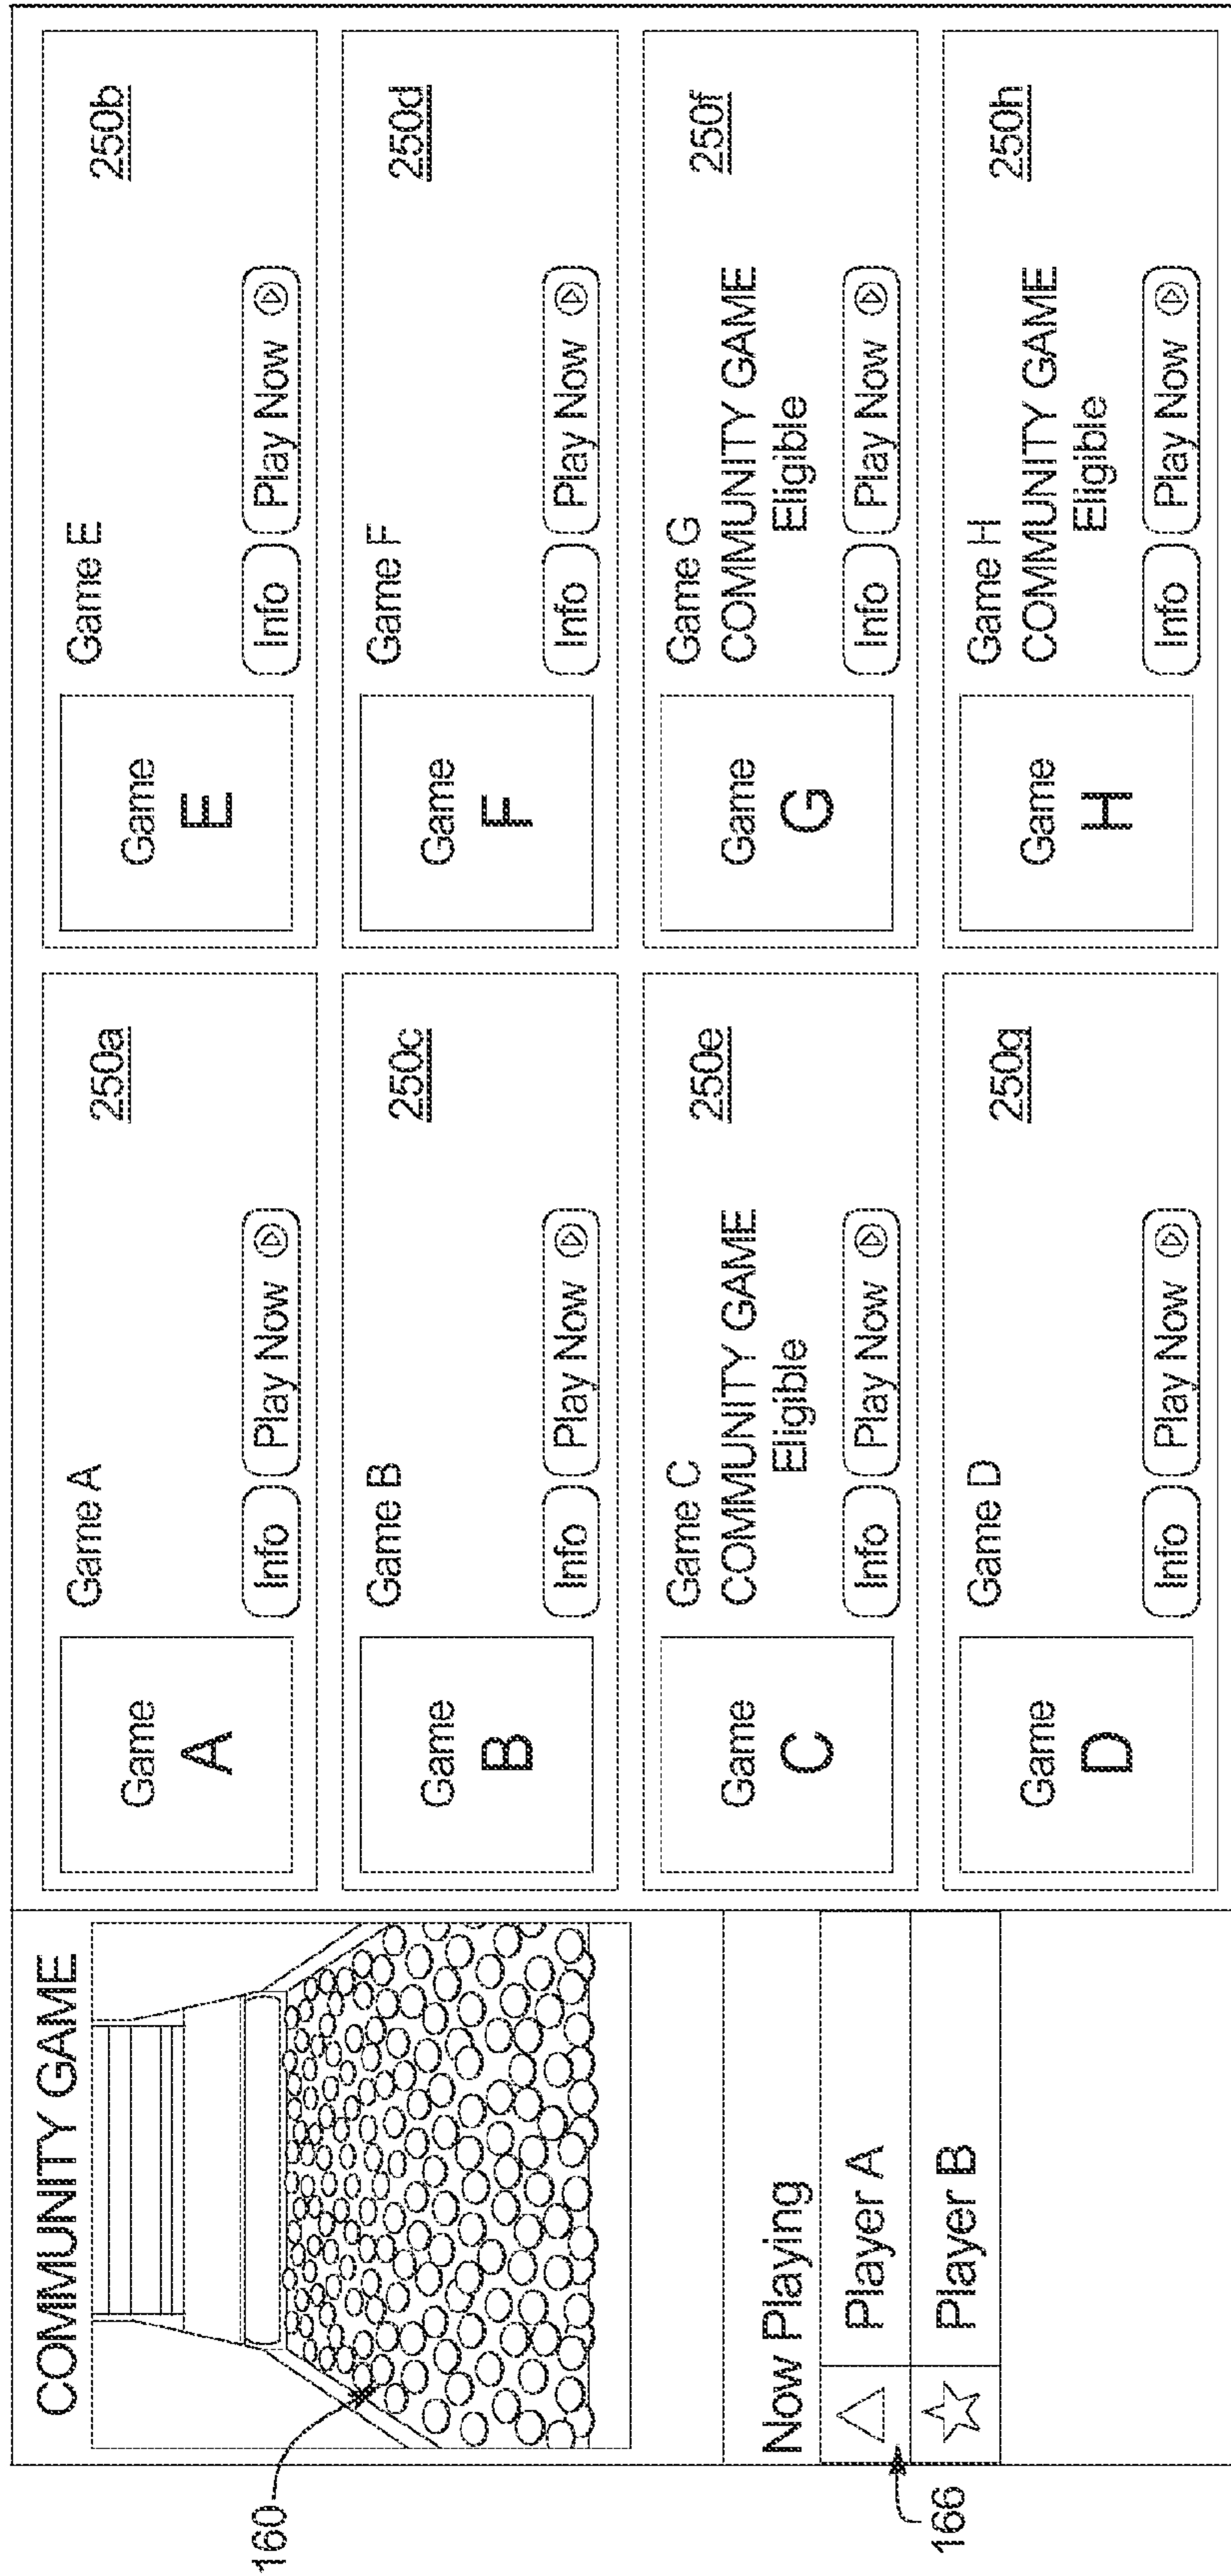 COMMUNITY GAME
160
Now Playing
Player A
Player B
166
Game
A
Game A
250a
Info
Play Now
Game
E
Game E
250b
Info
Play Now
Game
B
Game B
250c
Info
Play Now
Game
F
Game F
250d
Info
Play Now
Game
C
Game C
250e
COMMUNITY GAME
Eligible
Info
Play Now
Game
G
Game G
250f
COMMUNITY GAME
Eligible
Info
Play Now
Game
D
Game D
250g
Info
Play Now
Game
H
Game H
250h
COMMUNITY GAME
Eligible
Info
Play Now